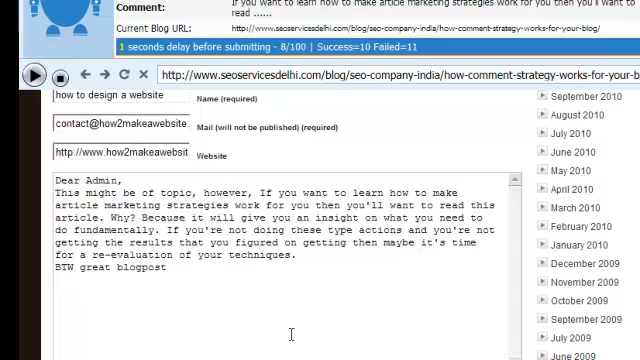 Comment:
If you want to learn how to make article marketing strategies work for you then you'll want to
read ......
Current Blog URL:
http://www.seoservicesdelhi.com/blog/seo-company-india/how-comment-strategy-works-for-your-blog/
1 seconds delay before submitting - 8/100 | Success=10 Failed=11
http://www.seoservicesdelhi.com/blog/seo-company-india/how-comment-strategy-works-for-your-b
how to design a website
Name (required)
contact@how2makeawebsite.
Mail (will not be published) (required)
http://www.how2makeawebsit
Website
Dear Admin,
This might be of topic, however, If you want to learn how to make
article marketing strategies work for you then you'll want to read this
article. Why? Because it will give you an insight on what you need to
do fundamentally. If you're not doing these type actions and you're not
getting the results that you figured on getting then maybe it's time
for a re-evaluation of your techniques.
BTW great blogpost
September 2010
August 2010
July 2010
June 2010
May 2010
April 2010
March 2010
February 2010
January 2010
December 2009
November 2009
October 2009
September 2009
July 2009
June 2009